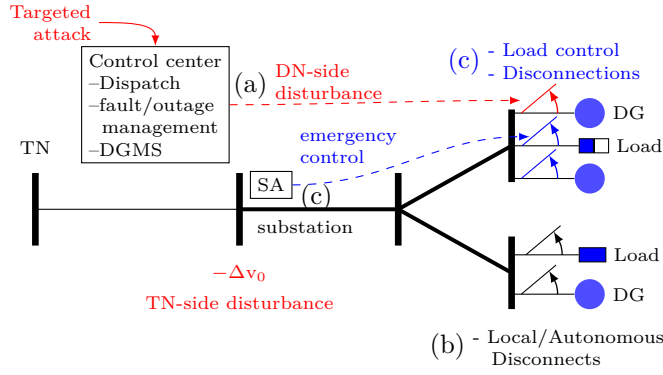 Targeted
attack
Control center
–Dispatch
–fault/outage
management
–DGMS
(a)
DN-side
disturbance
(c)
- Load control
- Disconnections
DG
Load
emergency
control
TN
SA
(c)
substation
−Δv₀
TN-side disturbance
Load
DG
(b)
- Local/Autonomous
Disconnects